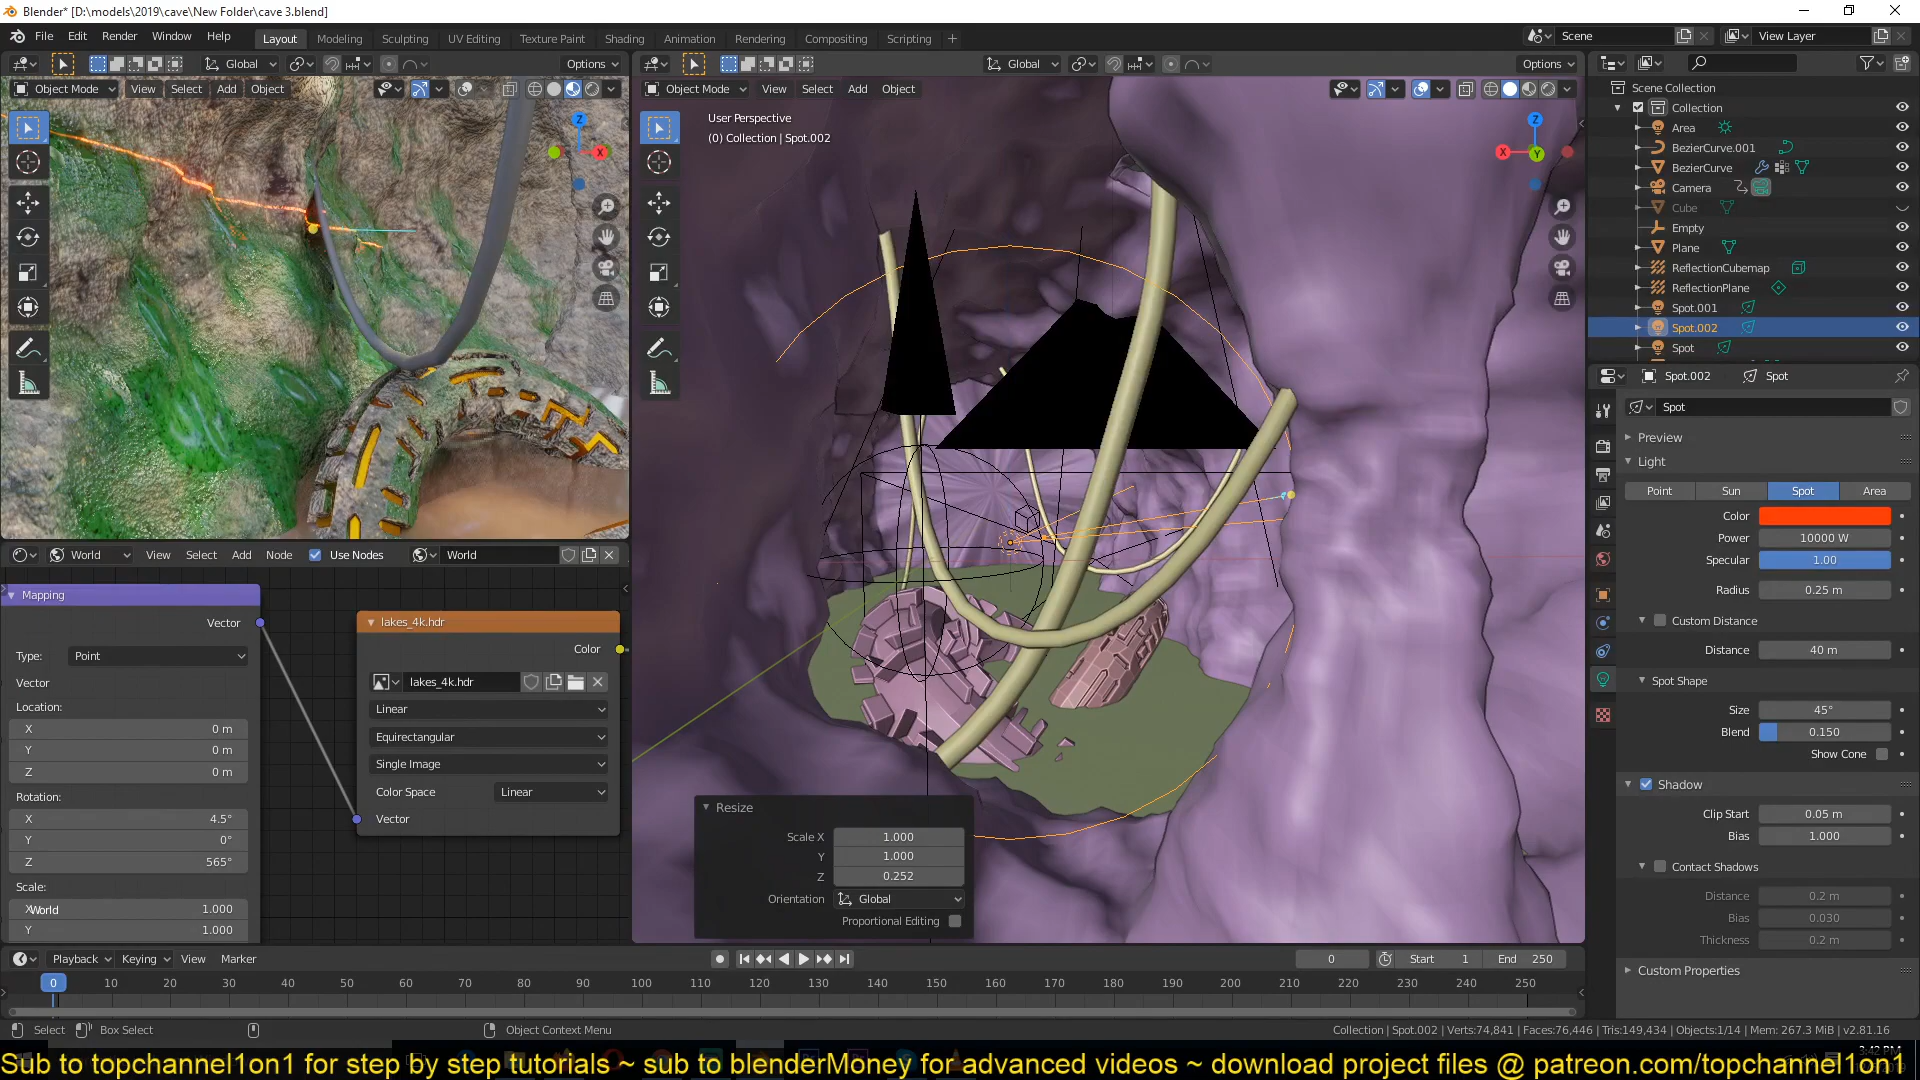 Blender* [D:\models\2019\cave\New Folder\cave 3.blend]
File Edit Render Window Help
Layout Modeling Sculpting UV Editing Texture Paint Shading Animation Rendering Compositing Scripting +
Scene View Layer
Global Options
Global Options
Object Mode View Select Add Object
Object Mode View Select Add Object
User Perspective
(0) Collection | Spot.002
Z
X
Z
X
Y
Scene Collection
Collection
Area
BezierCurve.001
BezierCurve
Camera
Cube
Empty
Plane
ReflectionCubemap
ReflectionPlane
Spot.001
Spot.002
Spot
Spot.002 Spot
Spot
Preview
Light
Point Sun Spot Area
Color
Power 10000 W
Specular 1.00
Radius 0.25 m
Custom Distance
Distance 40 m
Spot Shape
Size 45°
Blend 0.150
Show Cone
Shadow
Clip Start 0.05 m
Bias 1.000
Contact Shadows
Distance 0.2 m
Bias 0.030
Thickness 0.2 m
Custom Properties
World View Select Add Node Use Nodes World
Mapping
Vector
Type: Point
Vector
Location:
X 0 m
Y 0 m
Z 0 m
Rotation:
X 4.5°
Y 0°
Z 565°
Scale:
X 1.000
World
Y 1.000
lakes_4k.hdr
Color
lakes_4k.hdr
Linear
Equirectangular
Single Image
Color Space Linear
Vector
Resize
Scale X 1.000
Y 1.000
Z 0.252
Orientation Global
Proportional Editing
Playback Keying View Marker
0 Start 1 End 250
0 10 20 30 40 50 60 70 80 90 100 110 120 130 140 150 160 170 180 190 200 210 220 230 240 250
Select Box Select Object Context Menu
Collection | Spot.002 | Verts:74,841 | Faces:76,446 | Tris:149,434 | Objects:1/14 | Mem: 267.3 MiB | v2.81.16
3:42 PM
Sub to topchannel1on1 for step by step tutorials ~ sub to blenderMoney for advanced videos ~ download project files @ patreon.com/topchannel1on1